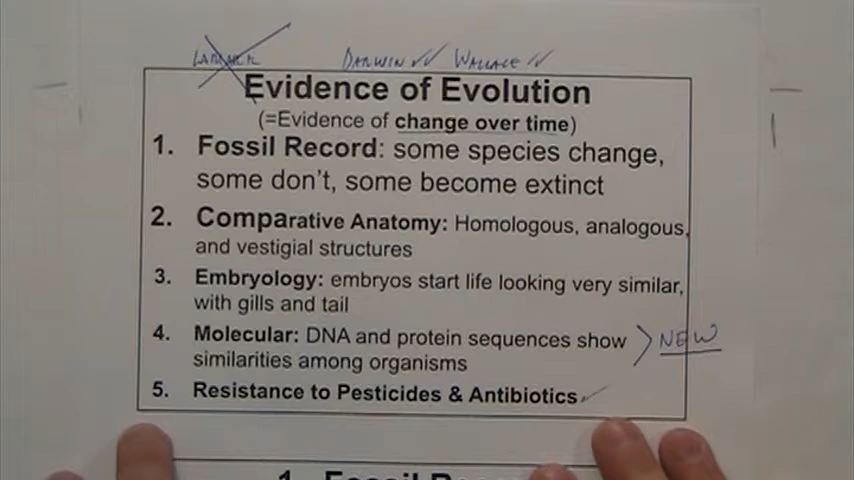 LAMARCK DARWIN WALLACE
Evidence of Evolution
(=Evidence of change over time)
1. Fossil Record: some species change,
some don't, some become extinct
2. Comparative Anatomy: Homologous, analogous,
and vestigial structures
3. Embryology: embryos start life looking very similar,
with gills and tail
4. Molecular: DNA and protein sequences show
similarities among organisms
NEW
5. Resistance to Pesticides & Antibiotics
1. Fossil